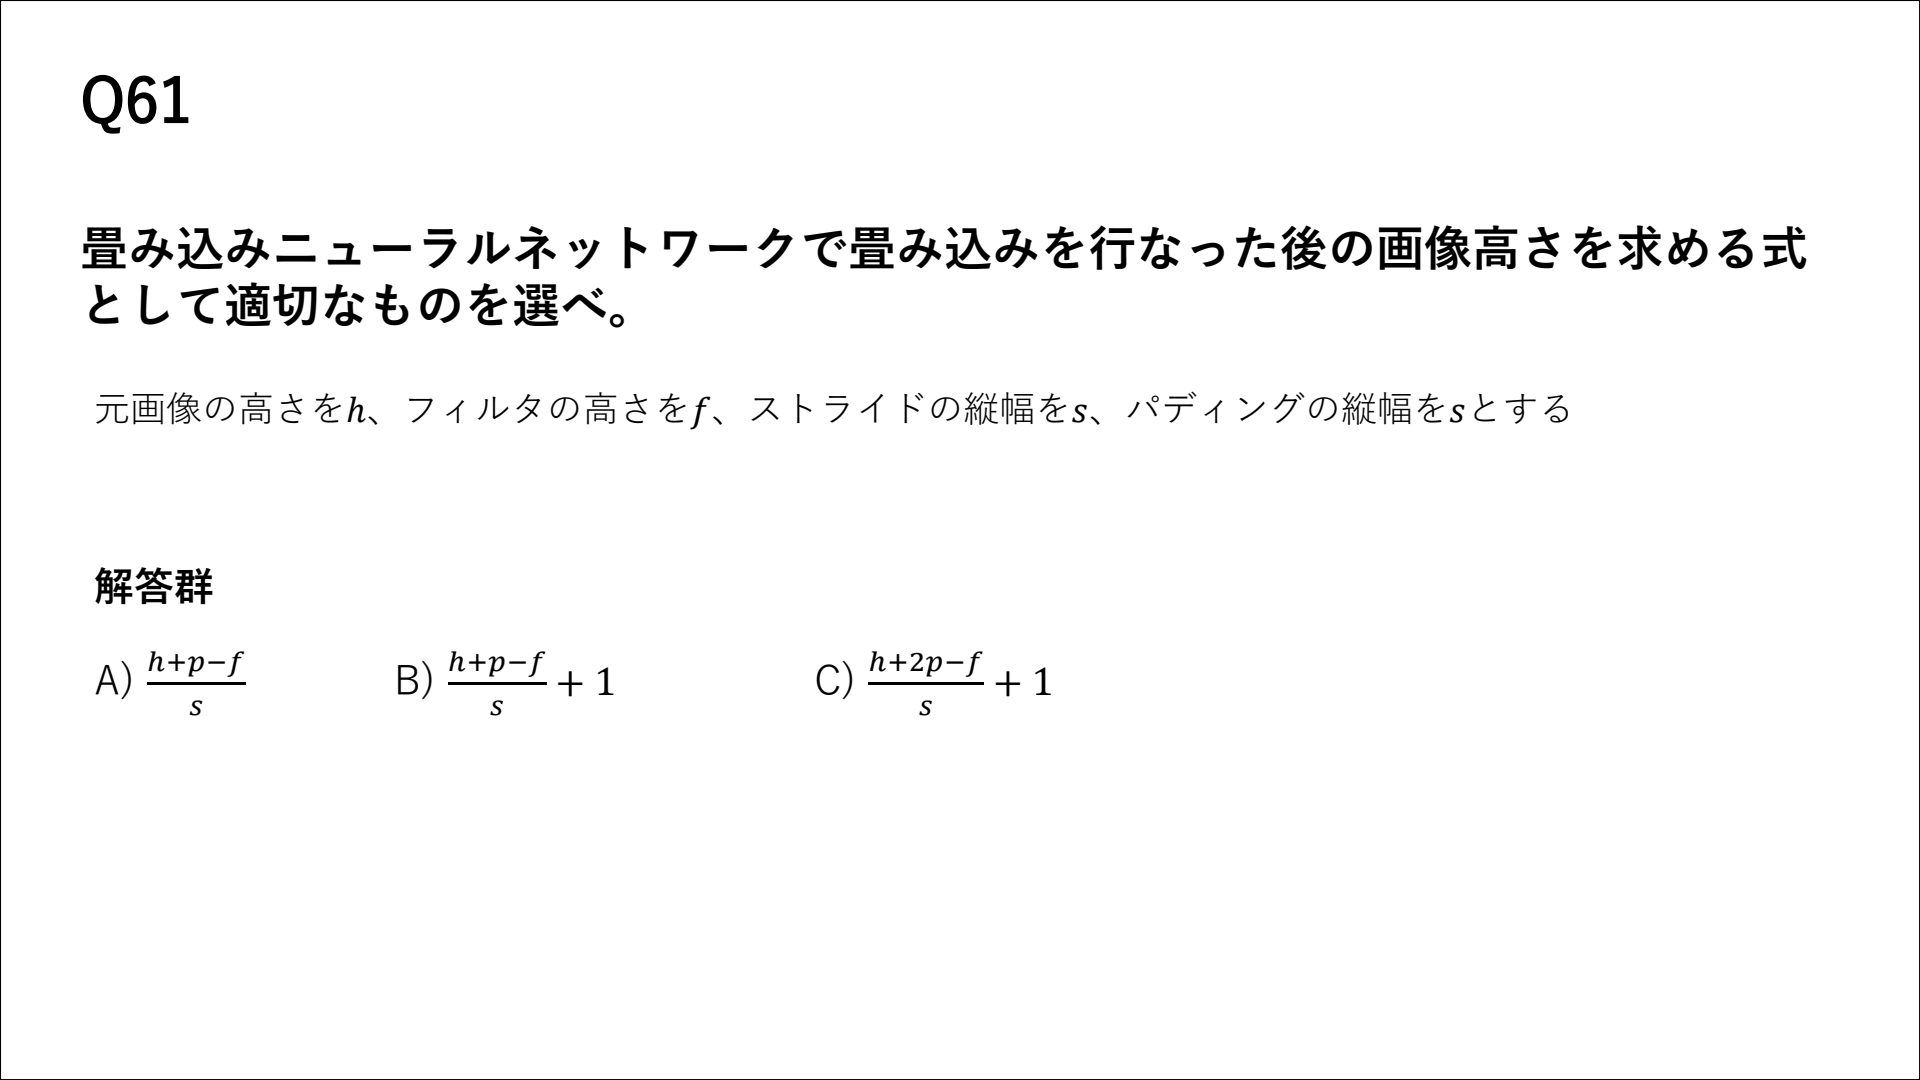 Q61
畳み込みニューラルネットワークで畳み込みを行なった後の画像高さを求める式
として適切なものを選べ。
元画像の高さをh、フィルタの高さをf、ストライドの縦幅をs、パディングの縦幅をsとする
解答群
A) \frac{h+p−f}{s} B) \frac{h+p−f}{s} + 1 C) \frac{h+2p−f}{s} + 1